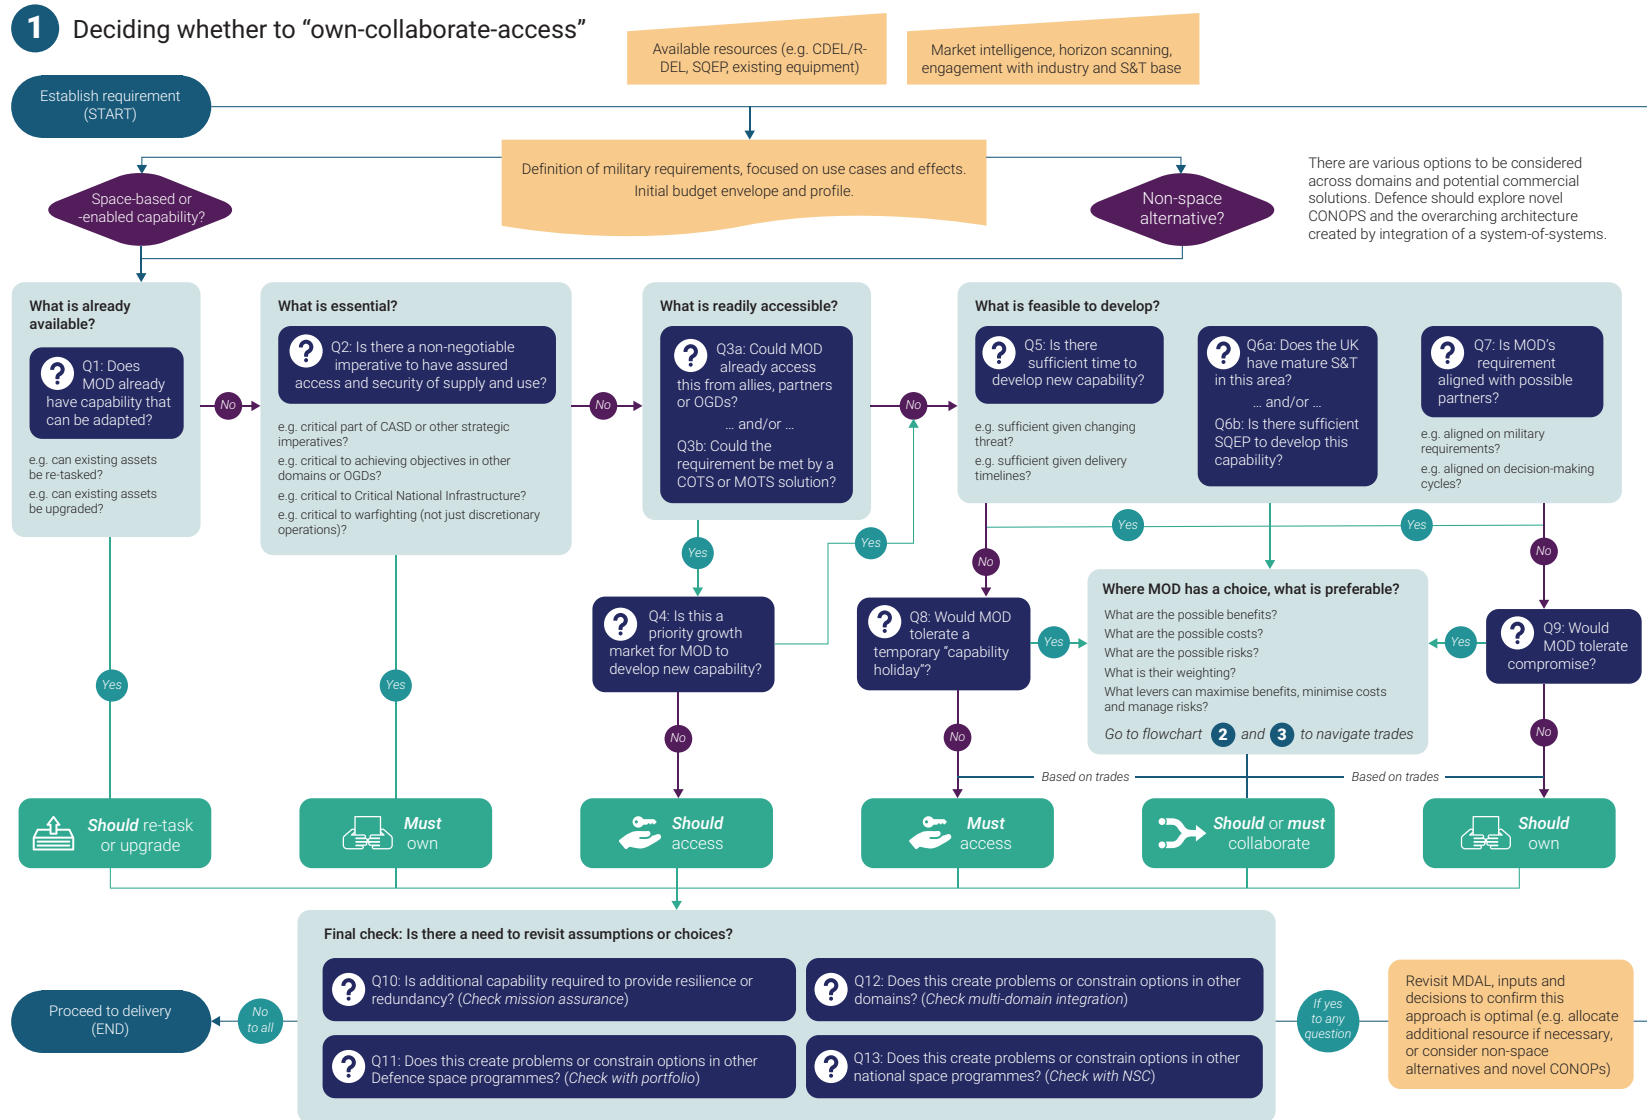 1
Deciding whether to “own-collaborate-access”
Available resources (e.g. CDEL/R-
DEL, SQEP, existing equipment)
Market intelligence, horizon scanning,
engagement with industry and S&T base
Establish requirement
(START)
Definition of military requirements, focused on use cases and effects.
Initial budget envelope and profile.
Space-based or
-enabled capability?
Non-space
alternative?
There are various options to be considered
across domains and potential commercial
solutions. Defence should explore novel
CONOPS and the overarching architecture
created by integration of a system-of-systems.
What is already
available?
? Q1: Does
MOD already
have capability that
can be adapted?
e.g. can existing assets
be re-tasked?
e.g. can existing assets
be upgraded?
No
What is essential?
? Q2: Is there a non-negotiable
imperative to have assured
access and security of supply and use?
e.g. critical part of CASD or other strategic
imperatives?
e.g. critical to achieving objectives in other
domains or OGDs?
e.g. critical to Critical National Infrastructure?
e.g. critical to warfighting (not just discretionary
operations)?
No
What is readily accessible?
? Q3a: Could MOD
already access
this from allies, partners
or OGDs?
... and/or ...
Q3b: Could the
requirement be met by a
COTS or MOTS solution?
No
What is feasible to develop?
? Q5: Is there
sufficient time to
develop new capability?
e.g. sufficient given changing
threat?
e.g. sufficient given delivery
timelines?
? Q6a: Does the UK
have mature S&T
in this area?
... and/or ...
Q6b: Is there sufficient
SQEP to develop this
capability?
? Q7: Is MOD’s
requirement
aligned with possible
partners?
e.g. aligned on military
requirements?
e.g. aligned on decision-making
cycles?
Yes
Yes
Yes
Yes
No
No
? Q4: Is this a
priority growth
market for MOD to
develop new capability?
? Q8: Would MOD
tolerate a
temporary “capability
holiday”?
Yes
Where MOD has a choice, what is preferable?
What are the possible benefits?
What are the possible costs?
What are the possible risks?
What is their weighting?
What levers can maximise benefits, minimise costs
and manage risks?
Go to flowchart 2 and 3 to navigate trades
Yes
? Q9: Would
MOD tolerate
compromise?
Yes
Yes
No
No
No
Based on trades
Based on trades
Should re-task
or upgrade
Must
own
Should
access
Must
access
Should or must
collaborate
Should
own
Final check: Is there a need to revisit assumptions or choices?
? Q10: Is additional capability required to provide resilience or
redundancy? (Check mission assurance)
? Q12: Does this create problems or constrain options in other
domains? (Check multi-domain integration)
? Q11: Does this create problems or constrain options in other
Defence space programmes? (Check with portfolio)
? Q13: Does this create problems or constrain options in other
national space programmes? (Check with NSC)
Proceed to delivery
(END)
No
to all
If yes
to any
question
Revisit MDAL, inputs and
decisions to confirm this
approach is optimal (e.g. allocate
additional resource if necessary,
or consider non-space
alternatives and novel CONOPs)